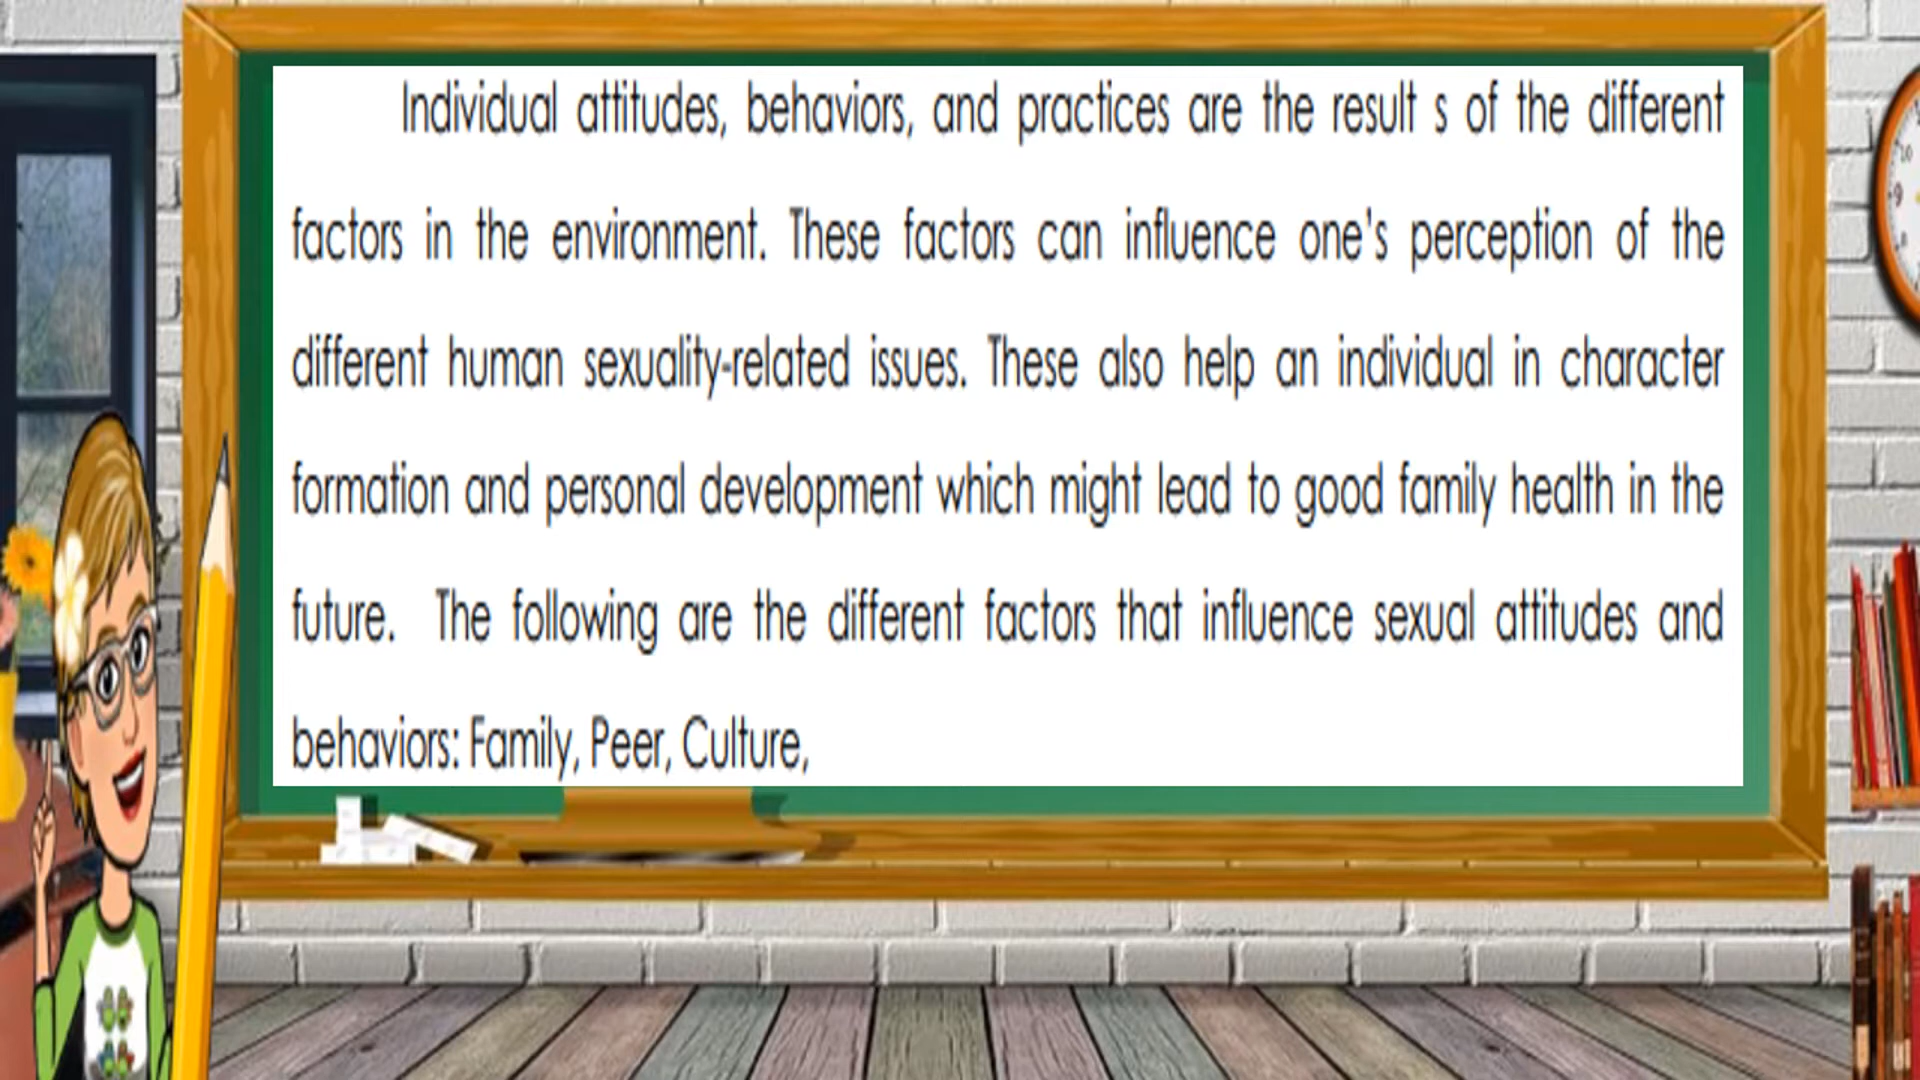 Individual attitudes, behaviors, and practices are the result s of the different
factors in the environment. These factors can influence one's perception of the
different human sexuality-related issues. These also help an individual in character
formation and personal development which might lead to good family health in the
future. The following are the different factors that influence sexual attitudes and
behaviors: Family, Peer, Culture,
10
9
8